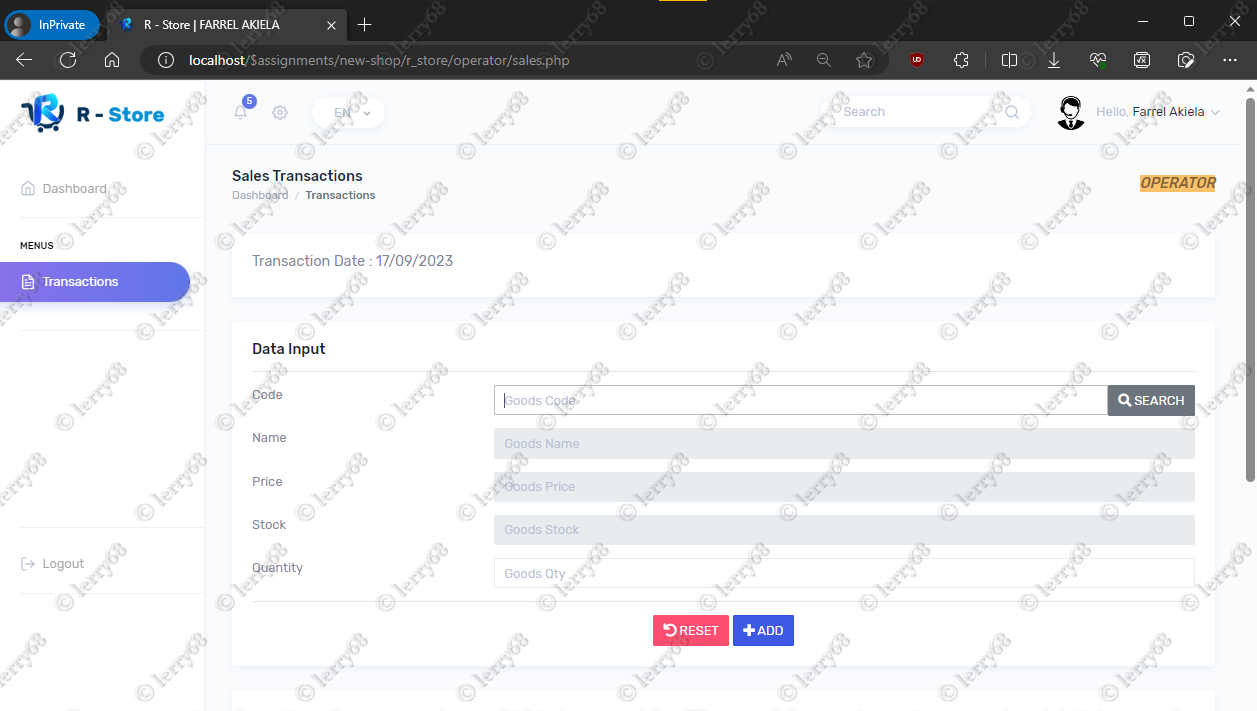 InPrivate
R - Store | FARREL AKIELA
localhost/$assignments/new-shop/r_store/operator/sales.php
R - Store
5
EN
Search
Hello, Farrel Akiela
Dashboard
MENUS
Transactions
Logout
Sales Transactions
Dashboard / Transactions
OPERATOR
Transaction Date : 17/09/2023
Data Input
Code
Goods Code
SEARCH
Name
Goods Name
Price
Goods Price
Stock
Goods Stock
Quantity
Goods Qty
RESET
ADD
© lerry68